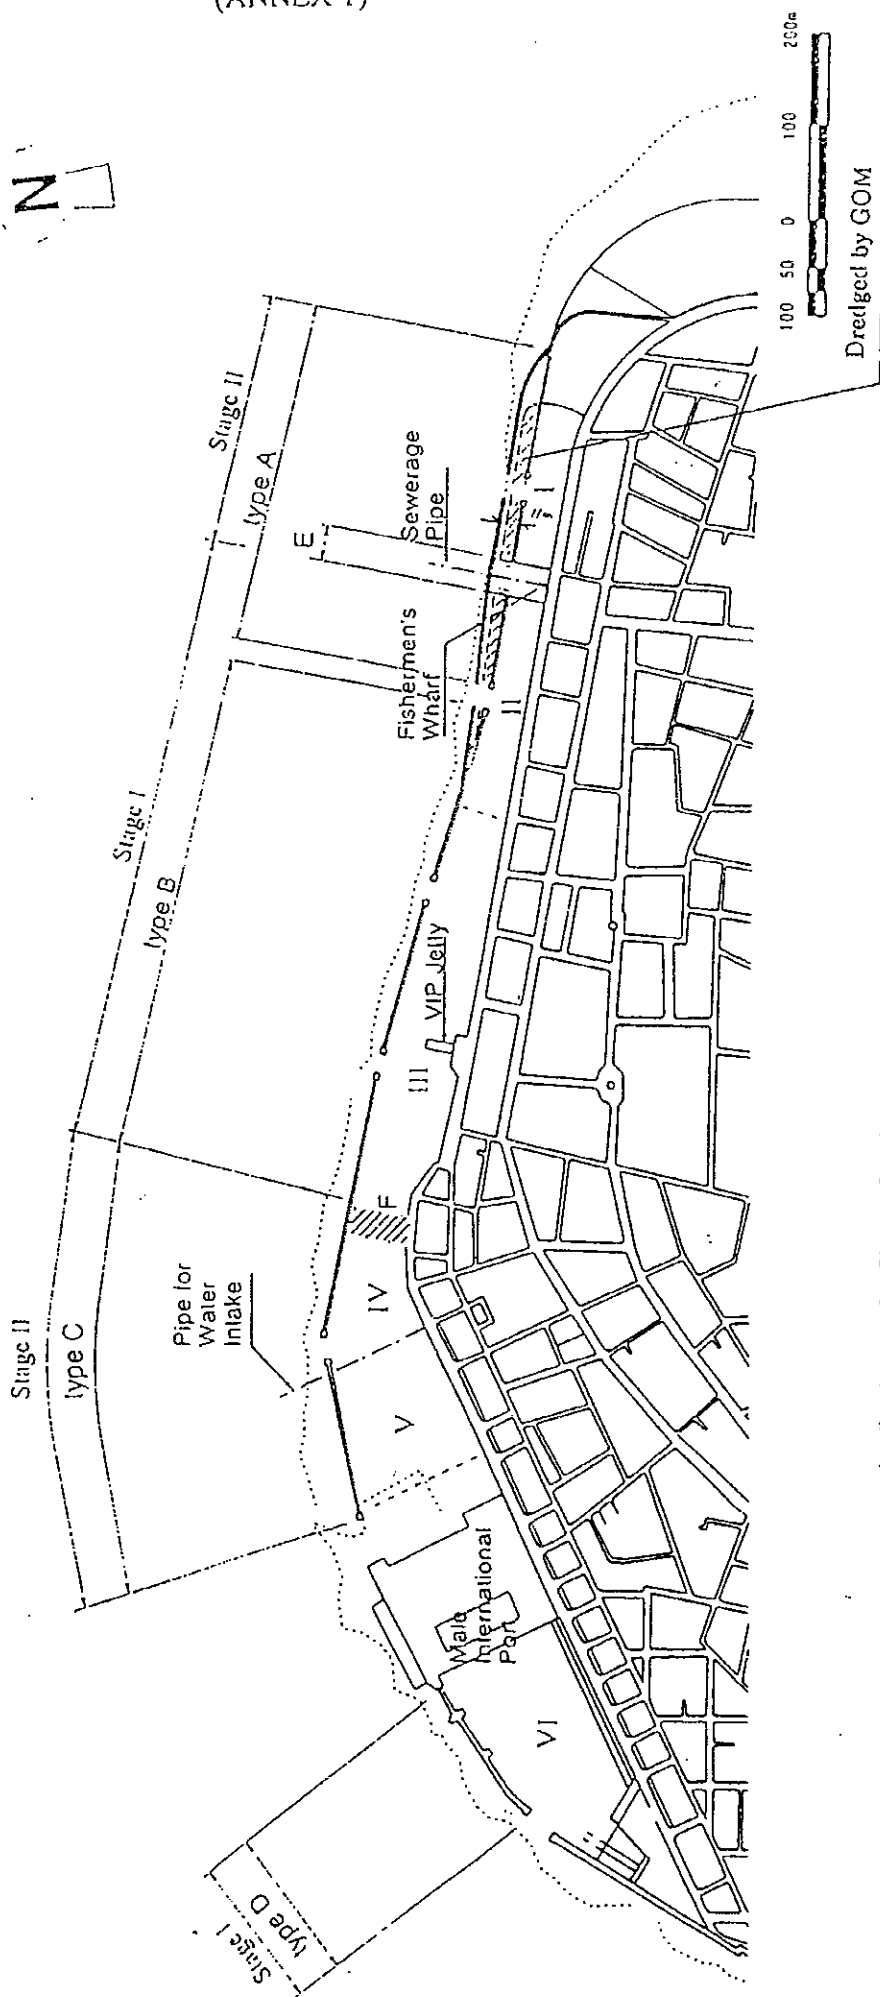 (ANNEX 1)
N
200m
100
0
50
100
Dredged by GOM
Stage II
type A
E
Sewerage
Pipe
I
Fishermen's
Wharf
II
Stage I
type B
VIP Jetty
III
F
Pipe for
Water
Intake
IV
Stage II
type C
V
Male
International
Port
VI
Stage I
type D